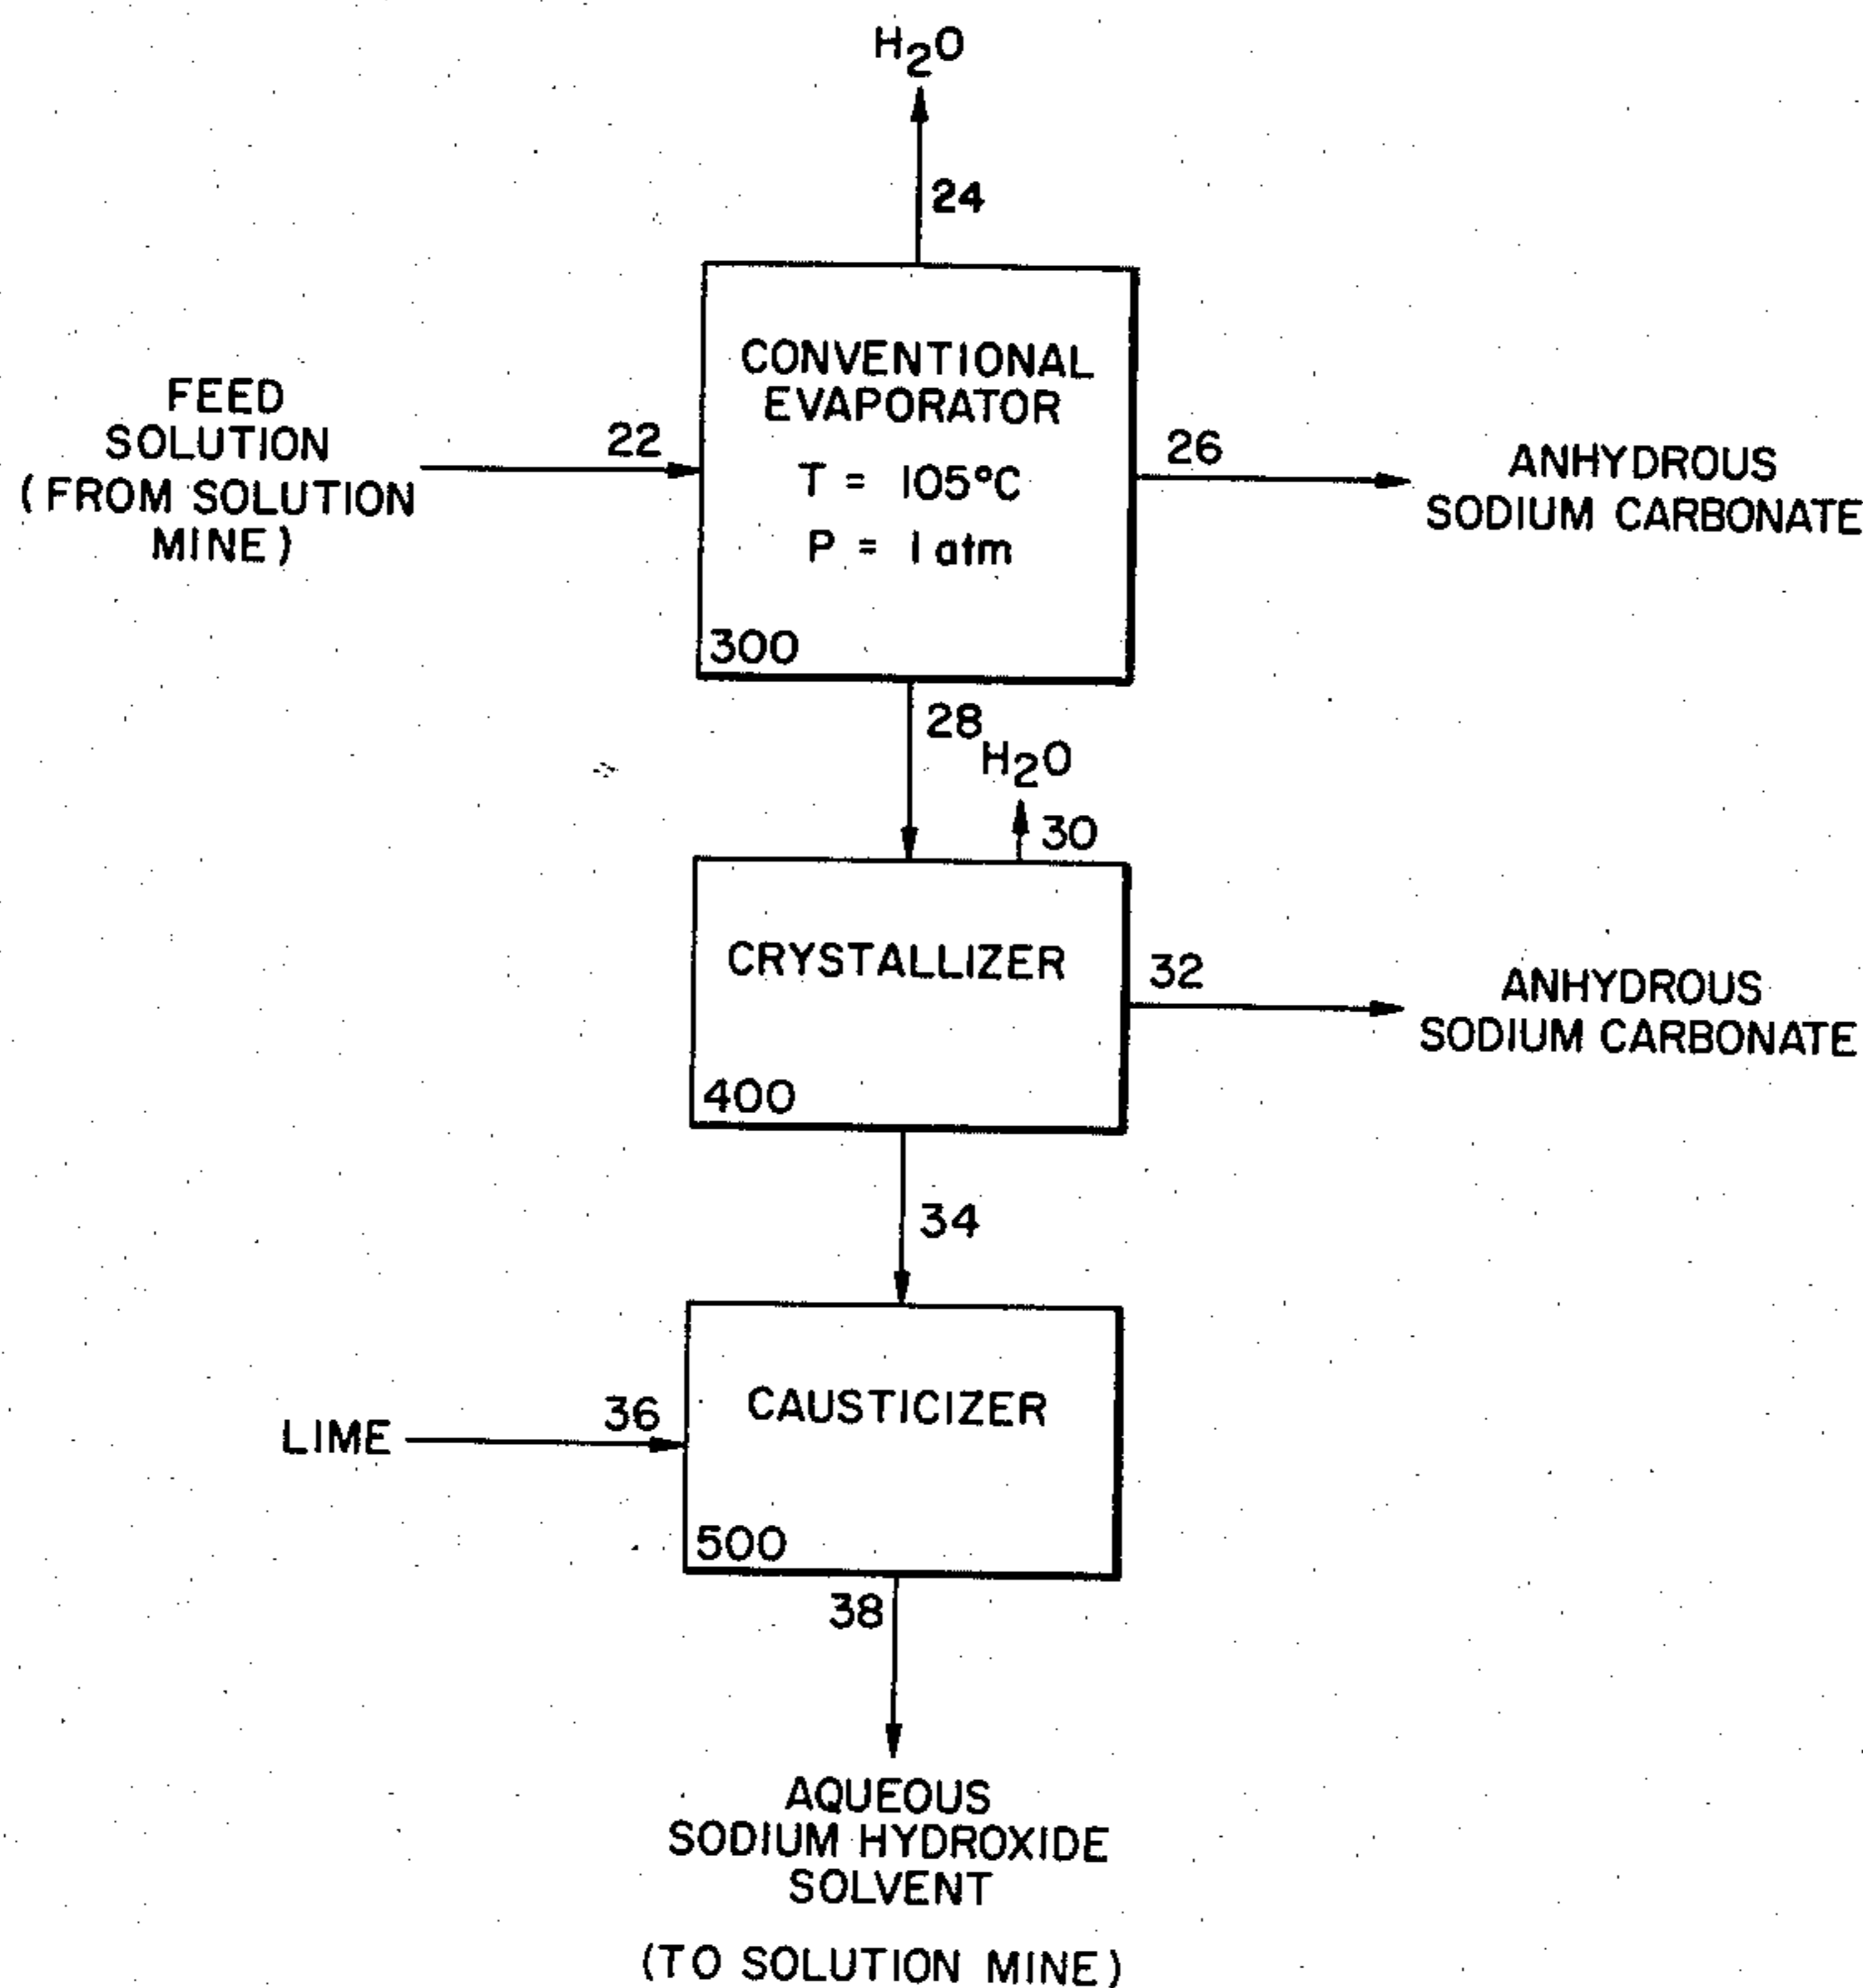 H2O
24
CONVENTIONAL
EVAPORATOR
T = 105°C
P = 1 atm
300
FEED
SOLUTION
(FROM SOLUTION
MINE)
22
26
ANHYDROUS
SODIUM CARBONATE
28
H2O
30
CRYSTALLIZER
400
32
ANHYDROUS
SODIUM CARBONATE
34
LIME
36
CAUSTICIZER
500
38
AQUEOUS
SODIUM HYDROXIDE
SOLVENT
(TO SOLUTION MINE)